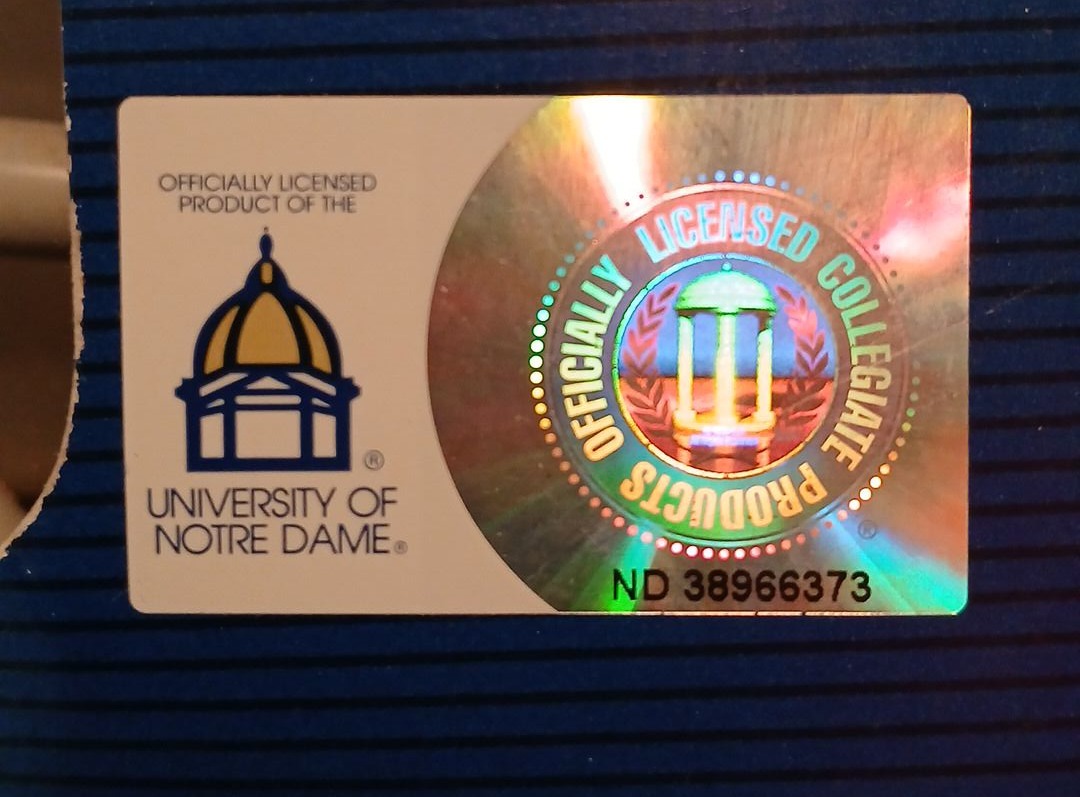 OFFICIALLY LICENSED
PRODUCT OF THE
®
UNIVERSITY OF
NOTRE DAME®
OFFICIALLY LICENSED COLLEGIATE PRODUCTS
®
ND 38966373